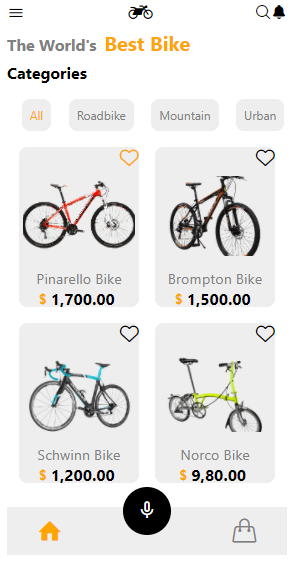 The World's Best Bike
Categories
All Roadbike Mountain Urban
Pinarello Bike Brompton Bike
$ 1,700.00 $ 1,500.00
Schwinn Bike Norco Bike
$ 1,200.00 $ 9,80.00